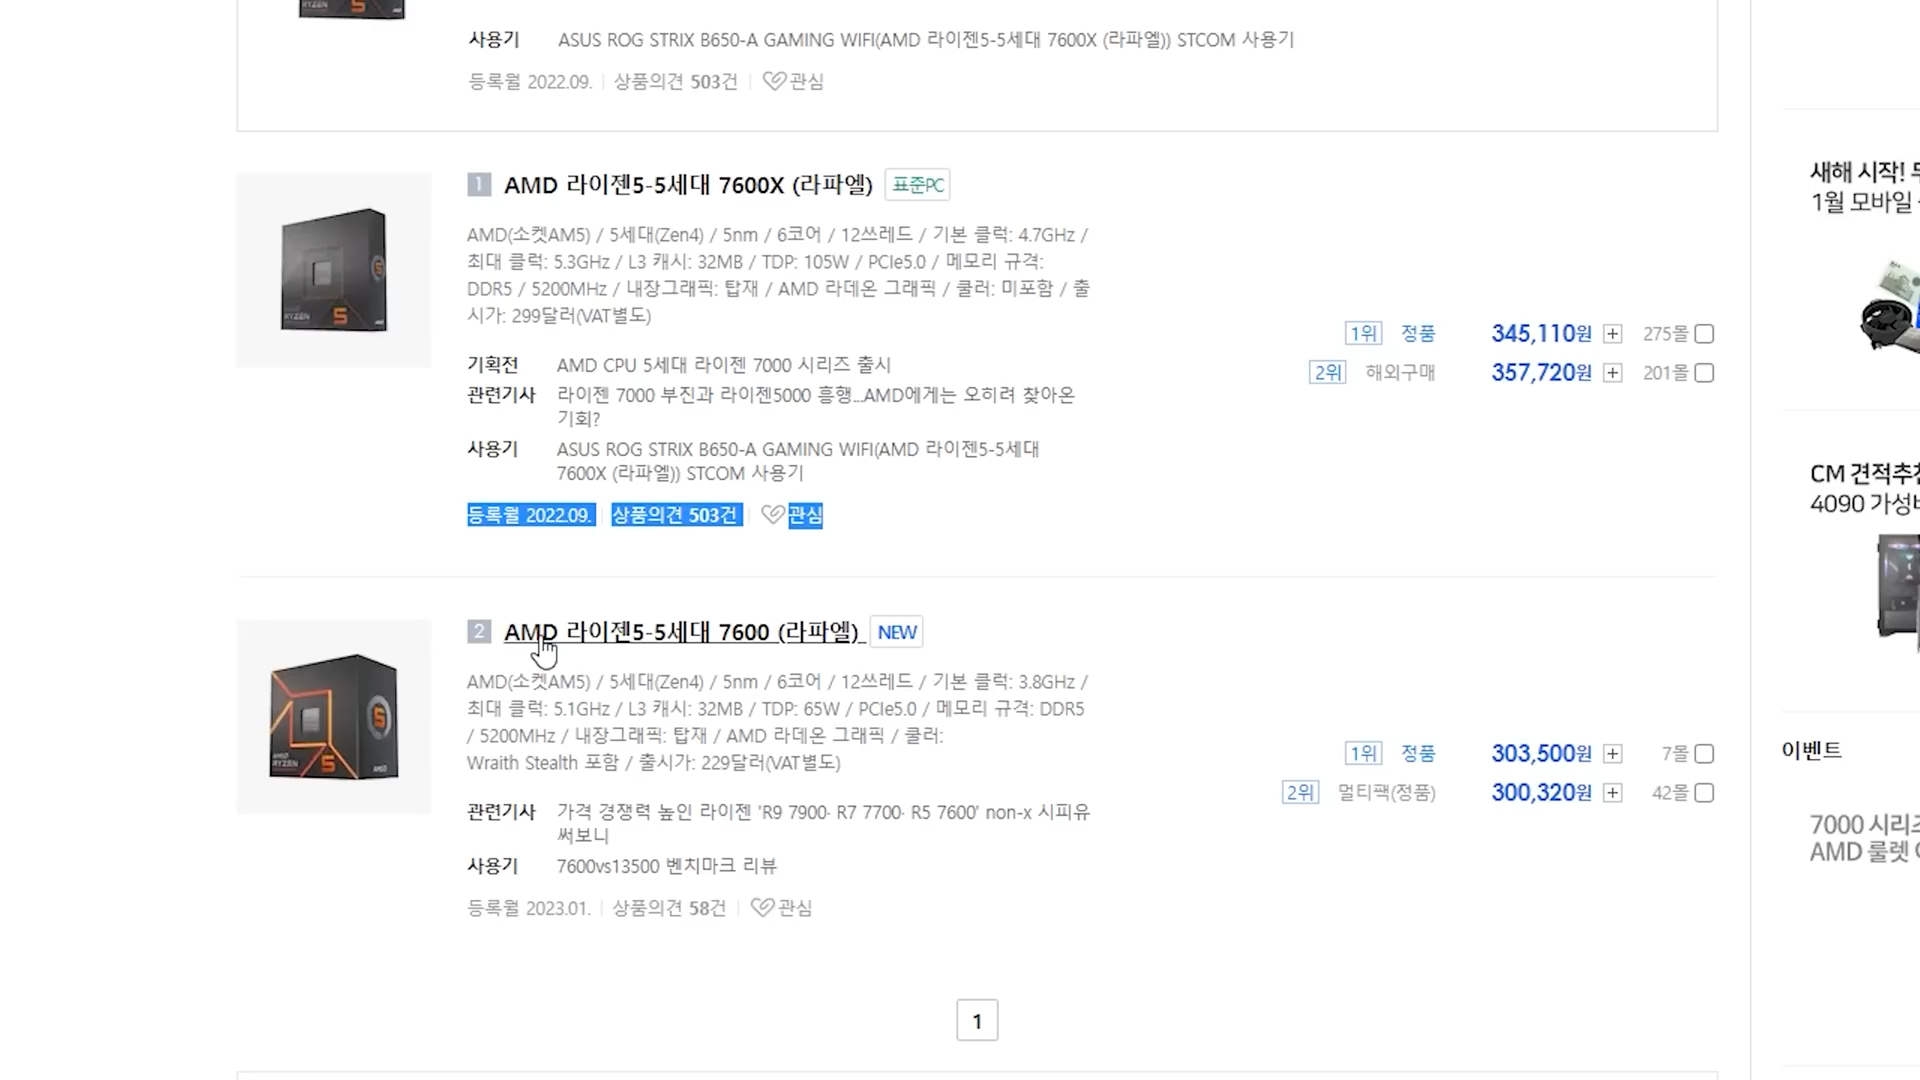 RYZEN 5
사용기 ASUS ROG STRIX B650-A GAMING WIFI(AMD 라이젠5-5세대 7600X (라파엘)) STCOM 사용기
등록월 2022.09. 상품의견 503건 관심
1 AMD 라이젠5-5세대 7600X (라파엘) 표준PC
AMD(소켓AM5) / 5세대(Zen4) / 5nm / 6코어 / 12쓰레드 / 기본 클럭: 4.7GHz /
최대 클럭: 5.3GHz / L3 캐시: 32MB / TDP: 105W / PCIe5.0 / 메모리 규격:
DDR5 / 5200MHz / 내장그래픽: 탑재 / AMD 라데온 그래픽 / 쿨러: 미포함 / 출
시가: 299달러(VAT별도)
1위 정품 345,110원 + 275몰
2위 해외구매 357,720원 + 201몰
기획전 AMD CPU 5세대 라이젠 7000 시리즈 출시
관련기사 라이젠 7000 부진과 라이젠5000 흥행...AMD에게는 오히려 찾아온
기회?
사용기 ASUS ROG STRIX B650-A GAMING WIFI(AMD 라이젠5-5세대
7600X (라파엘)) STCOM 사용기
등록월 2022.09. 상품의견 503건 관심
RYZEN 5
2 AMD 라이젠5-5세대 7600 (라파엘) NEW
AMD(소켓AM5) / 5세대(Zen4) / 5nm / 6코어 / 12쓰레드 / 기본 클럭: 3.8GHz /
최대 클럭: 5.1GHz / L3 캐시: 32MB / TDP: 65W / PCIe5.0 / 메모리 규격: DDR5
/ 5200MHz / 내장그래픽: 탑재 / AMD 라데온 그래픽 / 쿨러:
Wraith Stealth 포함 / 출시가: 229달러(VAT별도)
1위 정품 303,500원 + 7몰
2위 멀티팩(정품) 300,320원 + 42몰
관련기사 가격 경쟁력 높인 라이젠 'R9 7900· R7 7700· R5 7600' non-x 시피유
써보니
사용기 7600vs13500 벤치마크 리뷰
등록월 2023.01. 상품의견 58건 관심
AMD
RYZEN 5 AMD
5
1
새해 시작!
1월 모바일
CM 견적추천
4090 가성비
이벤트
7000 시리즈
AMD 룰렛